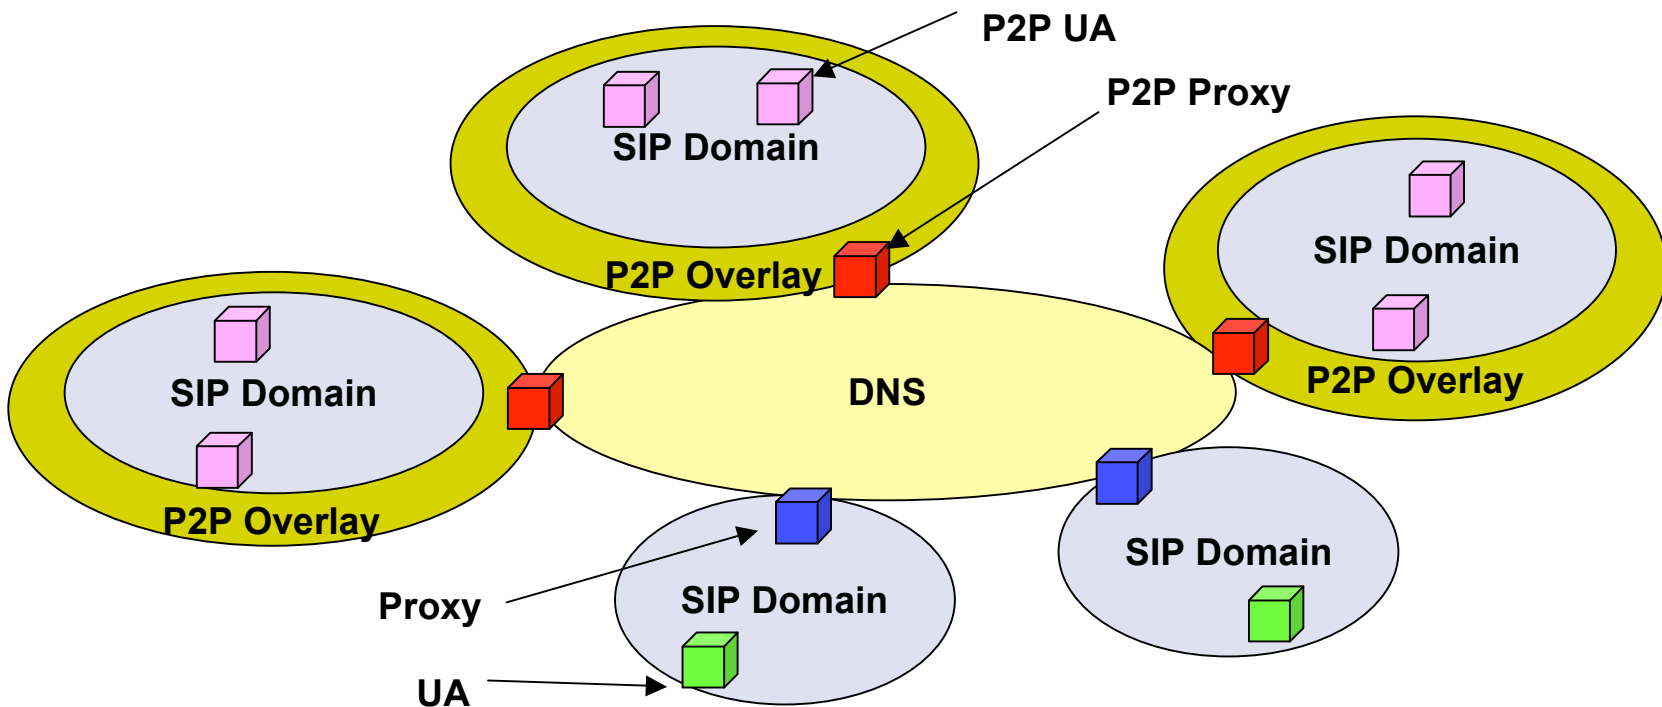 P2P UA
P2P Proxy
SIP Domain
P2P Overlay
SIP Domain
P2P Overlay
SIP Domain
P2P Overlay
DNS
SIP Domain
Proxy
SIP Domain
UA